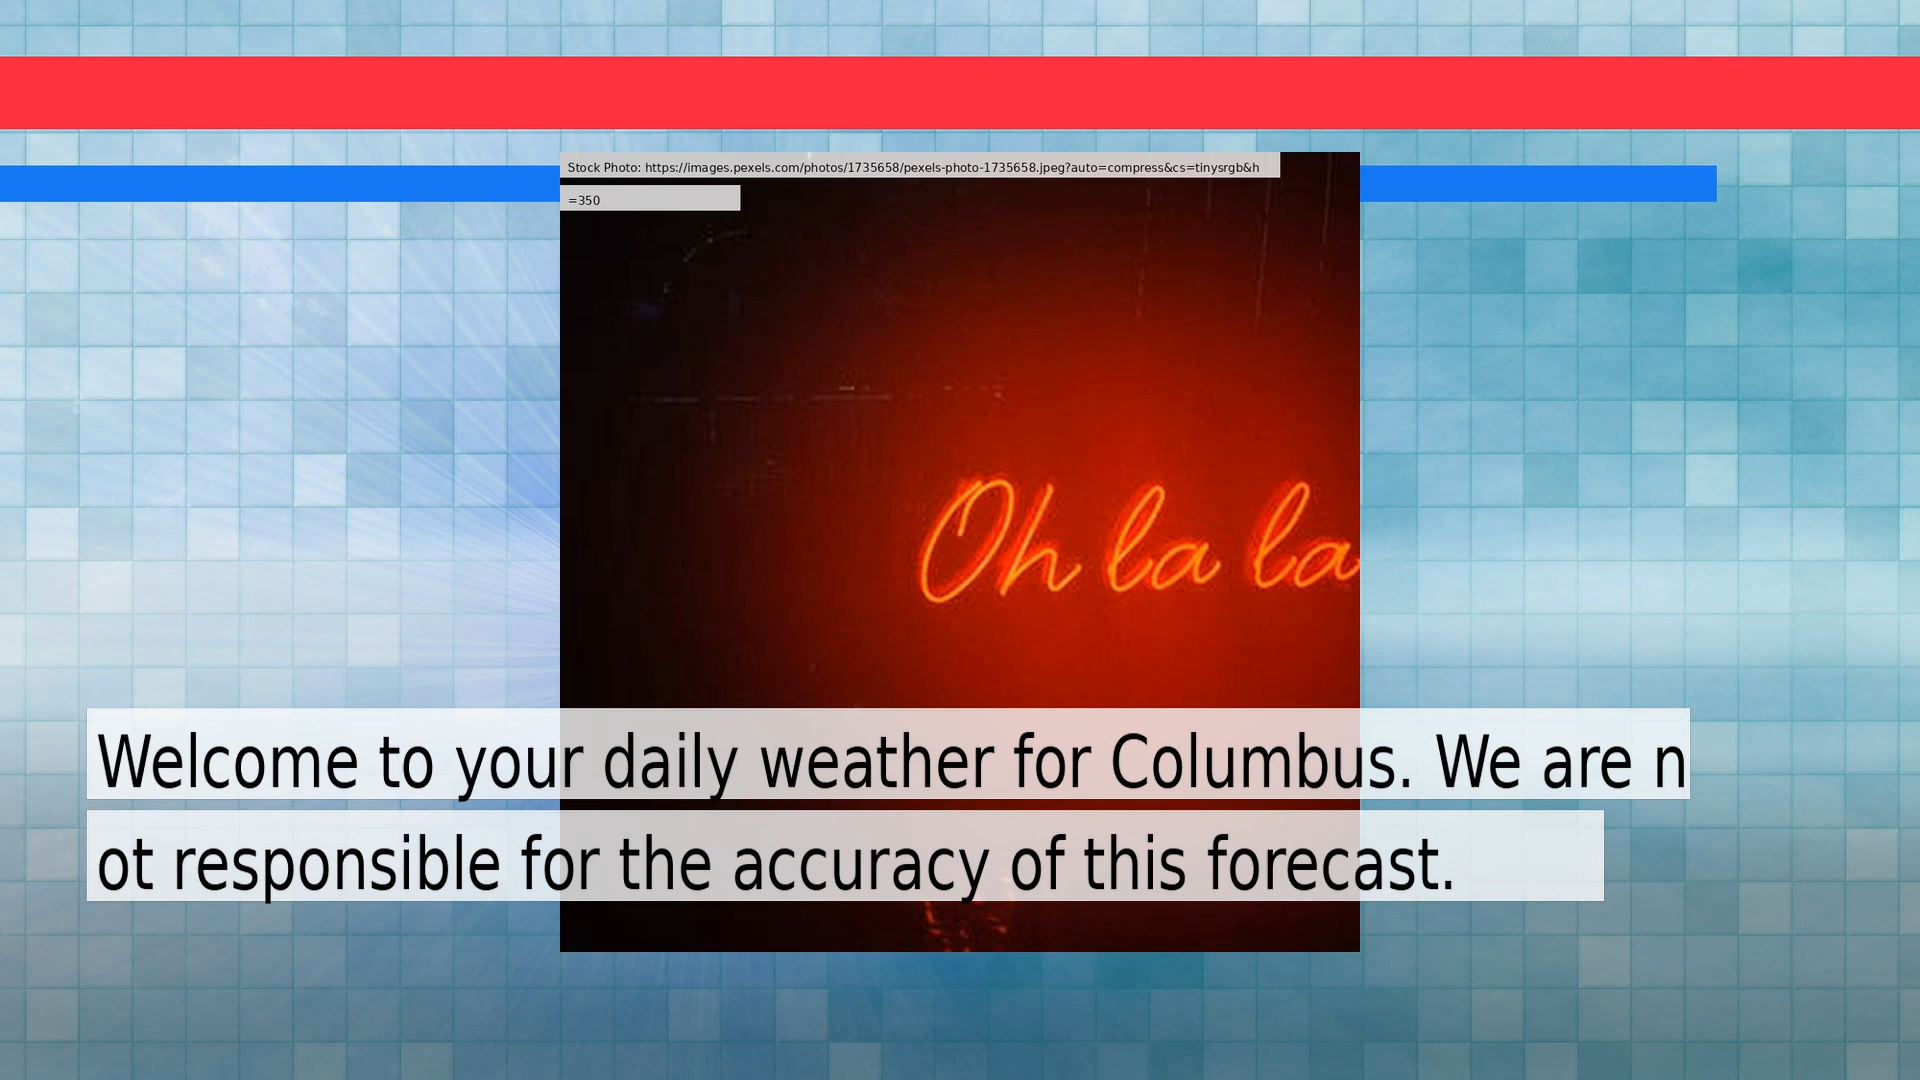 Stock Photo: https://images.pexels.com/photos/1735658/pexels-photo-1735658.jpeg?auto=compress&cs=tinysrgb&h
=350
Oh la la
Welcome to your daily weather for Columbus. We are n
ot responsible for the accuracy of this forecast.